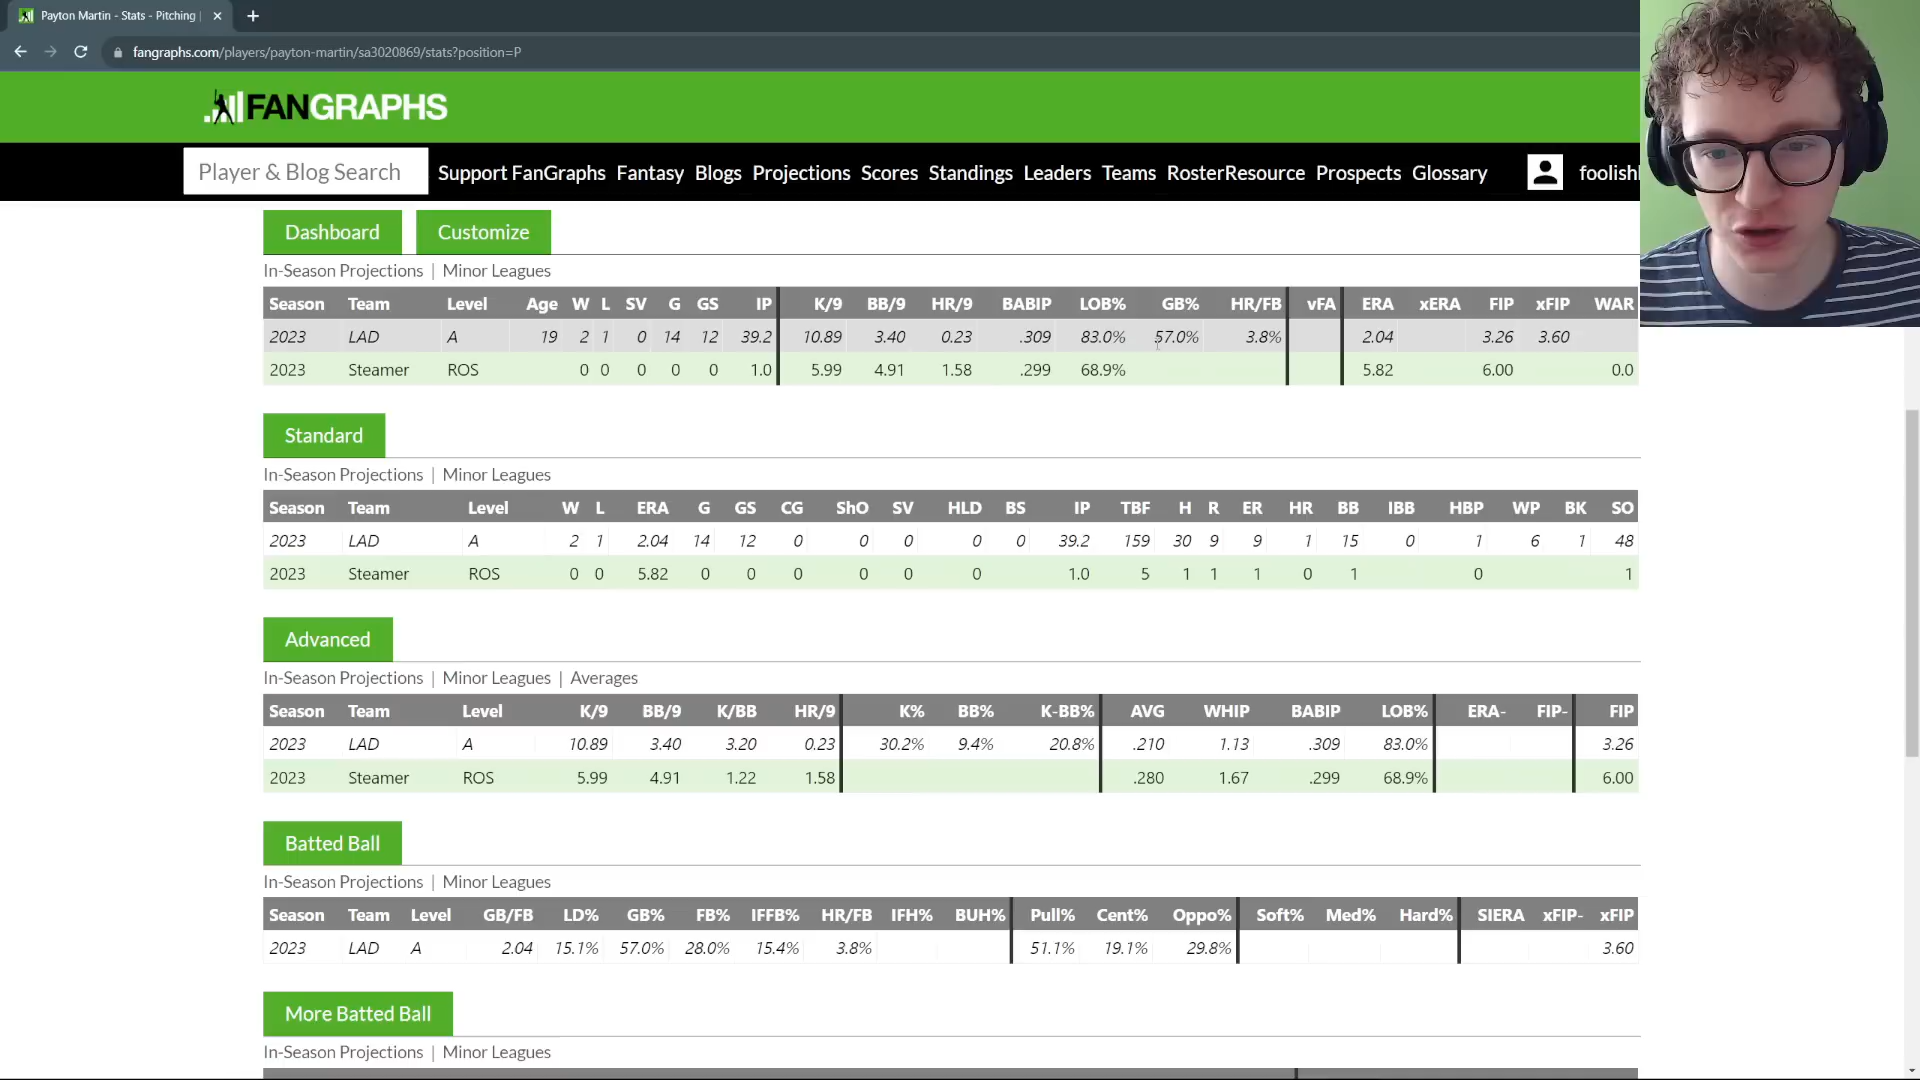 Payton Martin - Stats - Pitching |
fangraphs.com/players/payton-martin/sa3020869/stats?position=P
FANGRAPHS
Player & Blog Search Support FanGraphs Fantasy Blogs Projections Scores Standings Leaders Teams RosterResource Prospects Glossary foolish
Dashboard Customize
In-Season Projections | Minor Leagues
Season Team Level Age W L SV G GS IP K/9 BB/9 HR/9 BABIP LOB% GB% HR/FB vFA ERA xERA FIP xFIP WAR
2023 LAD A 19 2 1 0 14 12 39.2 10.89 3.40 0.23 .309 83.0% 57.0% 3.8% 2.04 3.26 3.60
2023 Steamer ROS 0 0 0 0 0 1.0 5.99 4.91 1.58 .299 68.9% 5.82 6.00 0.0
Standard
In-Season Projections | Minor Leagues
Season Team Level W L ERA G GS CG ShO SV HLD BS IP TBF H R ER HR BB IBB HBP WP BK SO
2023 LAD A 2 1 2.04 14 12 0 0 0 0 0 39.2 159 30 9 9 1 15 0 1 6 1 48
2023 Steamer ROS 0 0 5.82 0 0 0 0 0 0 1.0 5 1 1 1 0 1 0 1
Advanced
In-Season Projections | Minor Leagues | Averages
Season Team Level K/9 BB/9 K/BB HR/9 K% BB% K-BB% AVG WHIP BABIP LOB% ERA- FIP- FIP
2023 LAD A 10.89 3.40 3.20 0.23 30.2% 9.4% 20.8% .210 1.13 .309 83.0% 3.26
2023 Steamer ROS 5.99 4.91 1.22 1.58 .280 1.67 .299 68.9% 6.00
Batted Ball
In-Season Projections | Minor Leagues
Season Team Level GB/FB LD% GB% FB% IFFB% HR/FB IFH% BUH% Pull% Cent% Oppo% Soft% Med% Hard% SIERA xFIP- xFIP
2023 LAD A 2.04 15.1% 57.0% 28.0% 15.4% 3.8% 51.1% 19.1% 29.8% 3.60
More Batted Ball
In-Season Projections | Minor Leagues